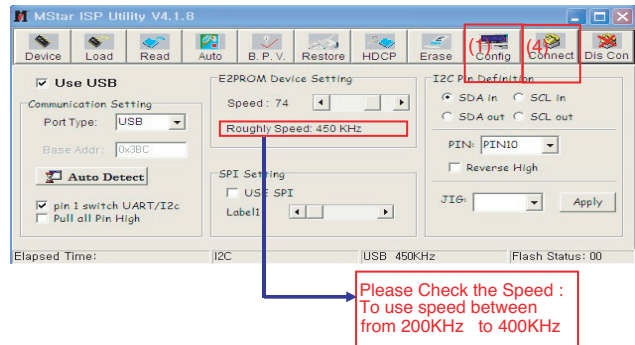 MStar ISP Utility V4.1.8
Device Load Read Auto B.P.V. Restore HDCP Erase Config Connect Dis Con
(1) (4)
Use USB
Communication Setting
Port Type: USB
Base Addr: 0x3BC
Auto Detect
pin 1 switch UART/I2c
Pull all Pin High
E2PROM Device Setting
Speed : 74
Roughly Speed: 450 KHz
SPI Setting
USE SPI
Label1
I2C Pin Definition
SDA in SCL in
SDA out SCL out
PIN: PIN10
Reverse High
JIG: Apply
Elapsed Time: I2C USB 450KHz Flash Status: 00
Please Check the Speed :
To use speed between
from 200KHz to 400KHz